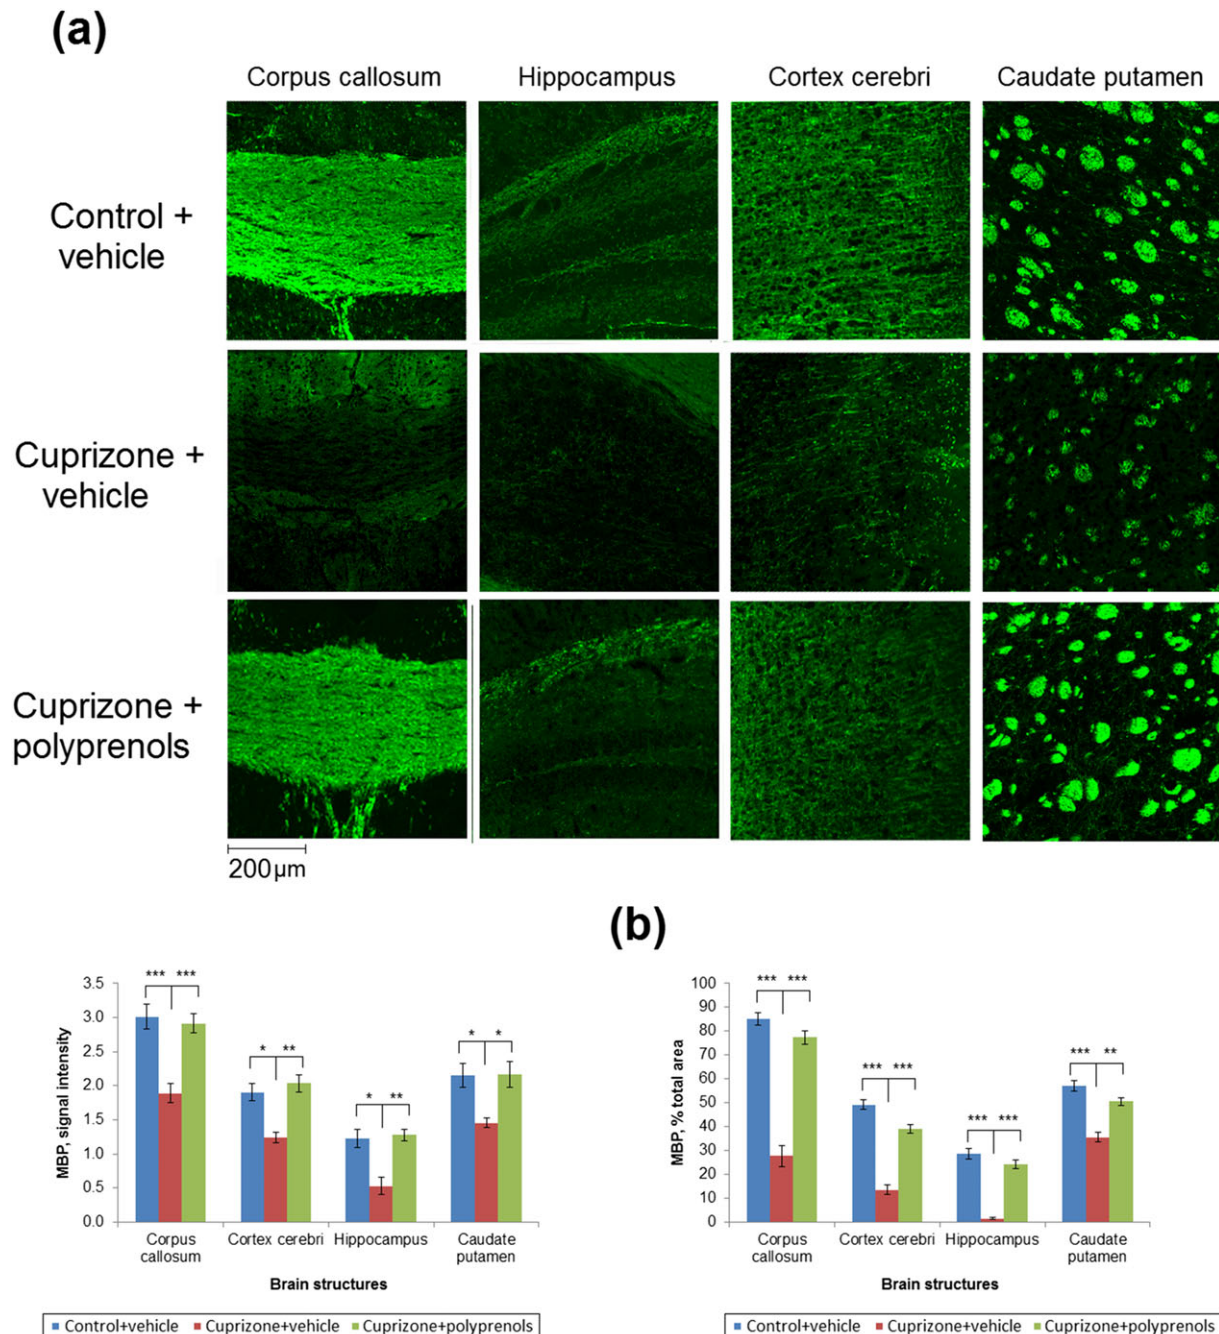 (a)
Corpus callosum Hippocampus Cortex cerebri Caudate putamen
Control +
vehicle
Cuprizone +
vehicle
Cuprizone +
polyprenols
200 µm
(b)
MBP, signal intensity
3.5
3.0
2.5
2.0
1.5
1.0
0.5
0.0
*** ***
* **
* **
* *
Corpus
callosum
Cortex cerebri
Hippocampus
Caudate
putamen
Brain structures
Control+vehicle Cuprizone+vehicle Cuprizone+polyprenols
MBP, % total area
100
90
80
70
60
50
40
30
20
10
0
*** ***
*** ***
*** ***
*** **
Corpus
callosum
Cortex cerebri
Hippocampus
Caudate
putamen
Brain structures
Control+vehicle Cuprizone+vehicle Cuprizone+polyprenols